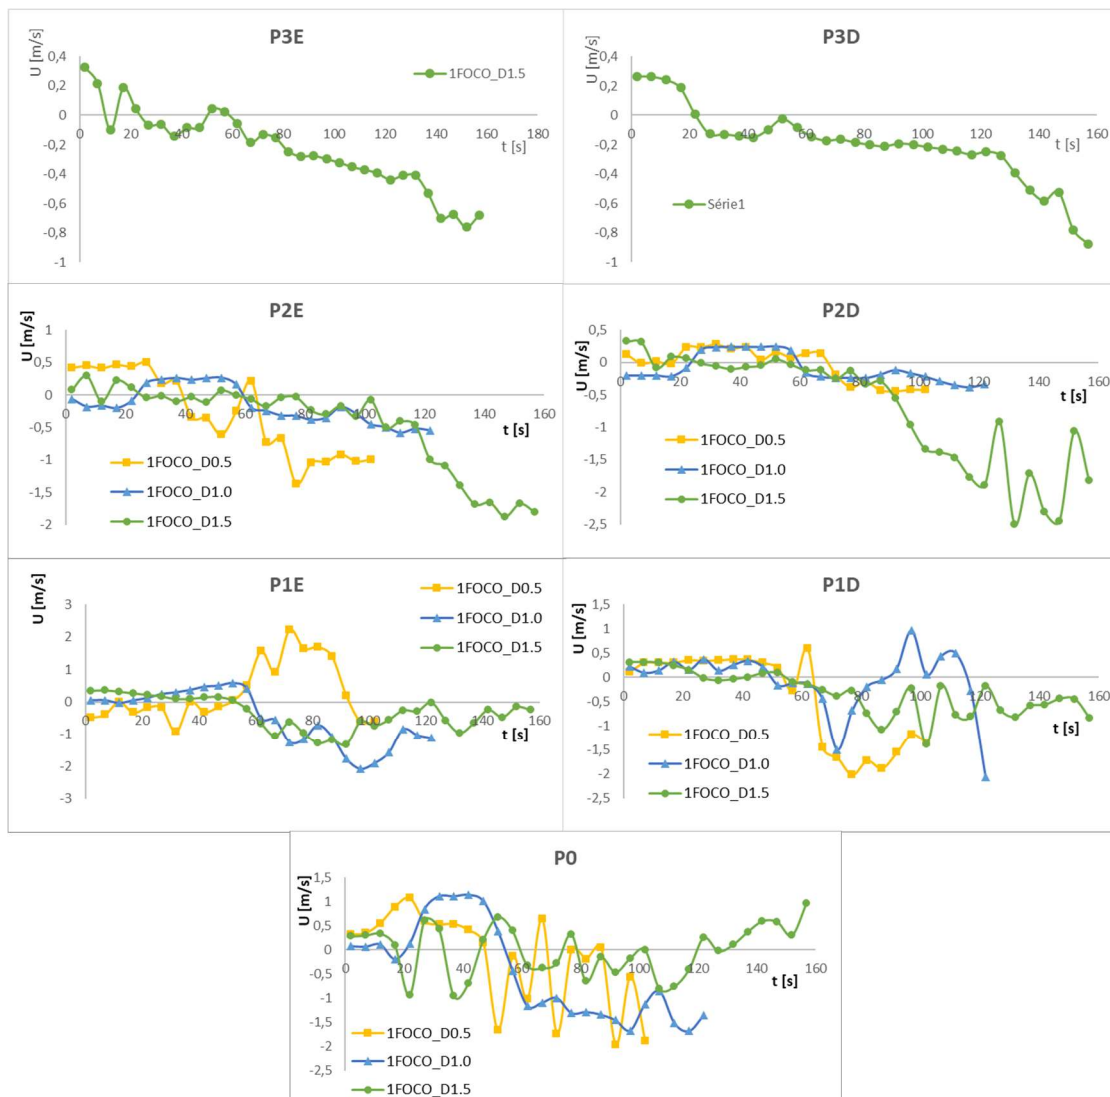 P3E
U [m/s]
0,4
0,2
0
-0,2
-0,4
-0,6
-0,8
-1
0 20 40 60 80 100 120 140 160 180
t [s]
1FOCO_D1.5
P3D
U [m/s]
0,4
0,2
0
-0,2
-0,4
-0,6
-0,8
-1
0 20 40 60 80 100 120 140 160 180
t [s]
Série1
P2E
U [m/s]
1
0,5
0
-0,5
-1
-1,5
-2
0 20 40 60 80 100 120 140 160
t [s]
1FOCO_D0.5
1FOCO_D1.0
1FOCO_D1.5
P2D
U [m/s]
0,5
0,0
-0,5
-1
-1,5
-2
-2,5
0 20 40 60 80 100 120 140 160
t [s]
1FOCO_D0.5
1FOCO_D1.0
1FOCO_D1.5
P1E
U [m/s]
3
2
1
0
-1
-2
-3
0 20 40 60 80 100 120 140 160
t [s]
1FOCO_D0.5
1FOCO_D1.0
1FOCO_D1.5
P1D
U [m/s]
1,5
1
0,5
0
-0,5
-1
-1,5
-2
-2,5
0 20 40 60 80 100 120 140 160
t [s]
1FOCO_D0.5
1FOCO_D1.0
1FOCO_D1.5
P0
U [m/s]
1,5
1
0,5
0
-0,5
-1
-1,5
-2
-2,5
0 20 40 60 80 100 120 140 160
t [s]
1FOCO_D0.5
1FOCO_D1.0
1FOCO_D1.5